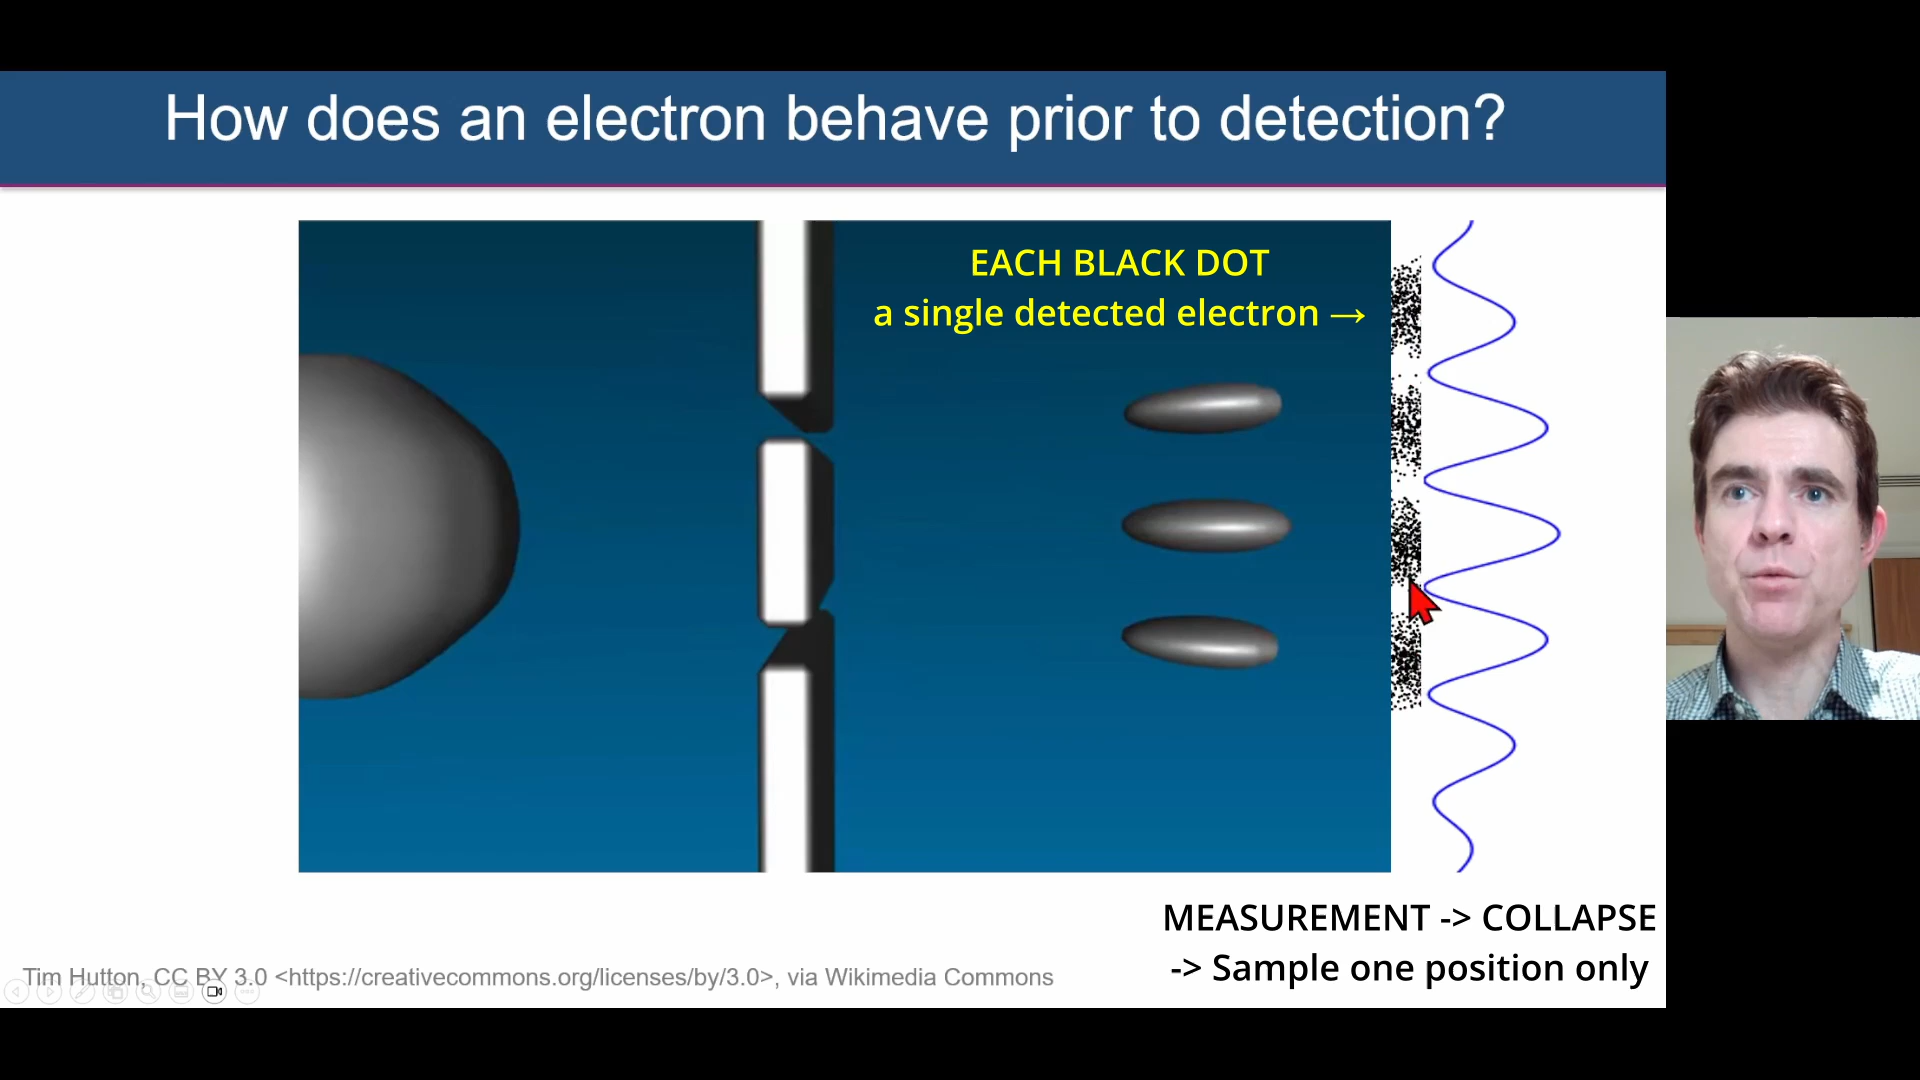 How does an electron behave prior to detection?
EACH BLACK DOT
a single detected electron →
MEASUREMENT -> COLLAPSE
-> Sample one position only
Tim Hutton, CC BY 3.0 <https://creativecommons.org/licenses/by/3.0>, via Wikimedia Commons